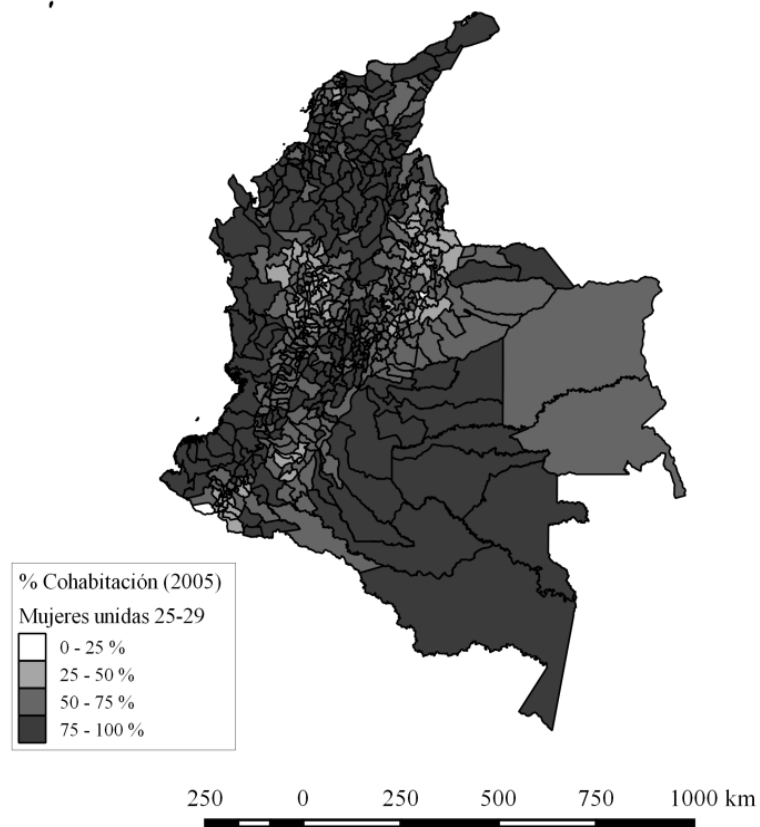 % Cohabitación (2005)
Mujeres unidas 25-29
0 - 25 %
25 - 50 %
50 - 75 %
75 - 100 %
250 0 250 500 750 1000 km